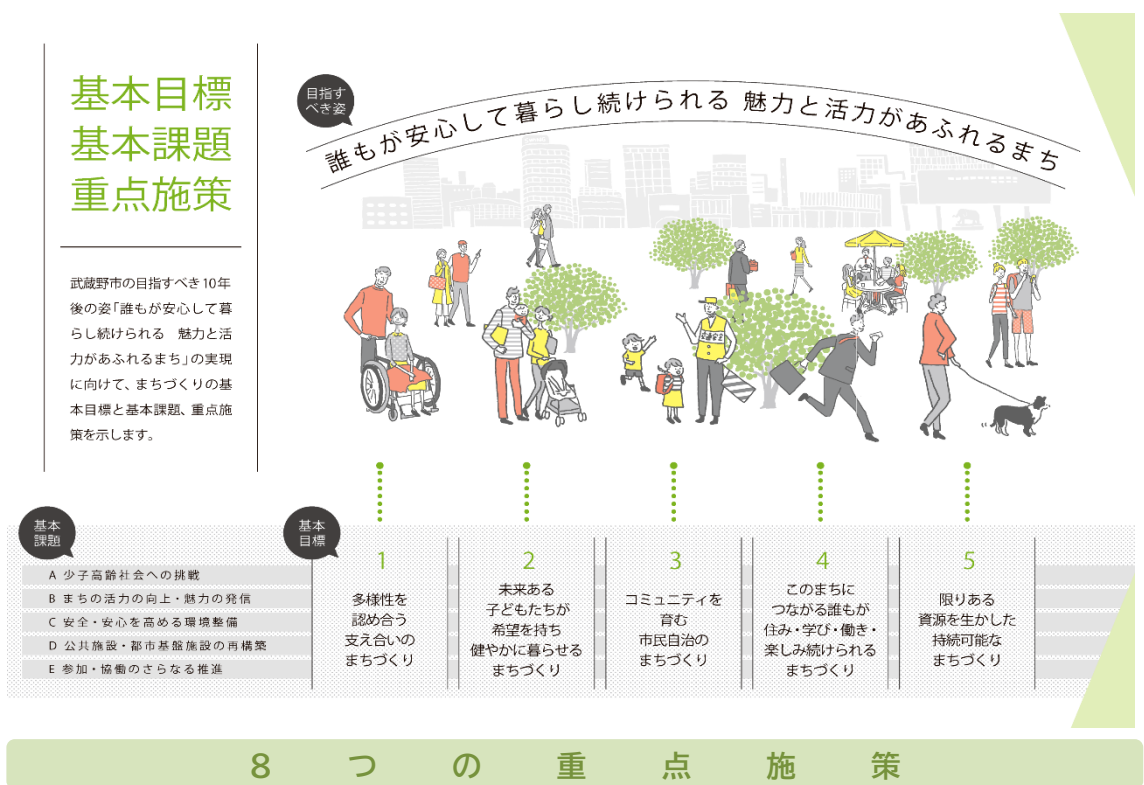 基本目標
基本課題
重点施策
武蔵野市の目指すべき10年
後の姿「誰もが安心して暮
らし続けられる　魅力と活
力があふれるまち」の実現
に向けて、まちづくりの基
本目標と基本課題、重点施
策を示します。
目指す
べき姿
誰もが安心して暮らし続けられる 魅力と活力があふれるまち
交通安全
基本
課題
A 少子高齢社会への挑戦
B まちの活力の向上・魅力の発信
C 安全・安心を高める環境整備
D 公共施設・都市基盤施設の再構築
E 参加・協働のさらなる推進
基本
目標
1
多様性を
認め合う
支え合いの
まちづくり
2
未来ある
子どもたちが
希望を持ち
健やかに暮らせる
まちづくり
3
コミュニティを
育む
市民自治の
まちづくり
4
このまちに
つながる誰もが
住み・学び・働き・
楽しみ続けられる
まちづくり
5
限りある
資源を生かした
持続可能な
まちづくり
8つの重点施策